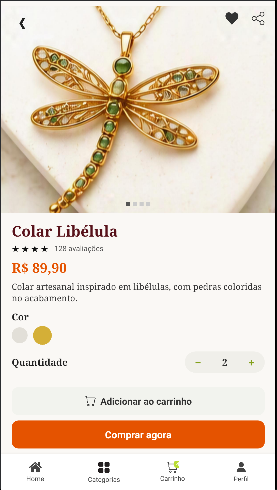 Colar Libélula
128 avaliações
R$ 89,90
Colar artesanal inspirado em libélulas, com pedras coloridas
no acabamento.
Cor
Quantidade
− 2 +
Adicionar ao carrinho
Comprar agora
Home Categorias Carrinho Perfil